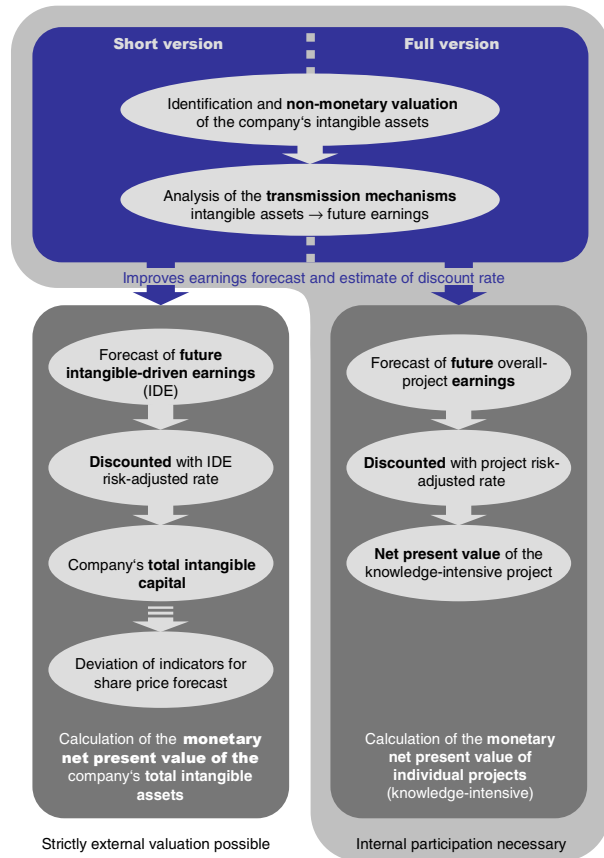 Short version
Full version
Identification and non-monetary valuation
of the company‘s intangible assets
Analysis of the transmission mechanisms
intangible assets → future earnings
Improves earnings forecast and estimate of discount rate
Forecast of future
intangible-driven earnings
(IDE)
Discounted with IDE
risk-adjusted rate
Company‘s total intangible
capital
Deviation of indicators for
share price forecast
Calculation of the monetary
net present value of the
company‘s total intangible
assets
Strictly external valuation possible
Forecast of future overall-
project earnings
Discounted with project risk-
adjusted rate
Net present value of the
knowledge-intensive project
Calculation of the monetary
net present value of
individual projects
(knowledge-intensive)
Internal participation necessary